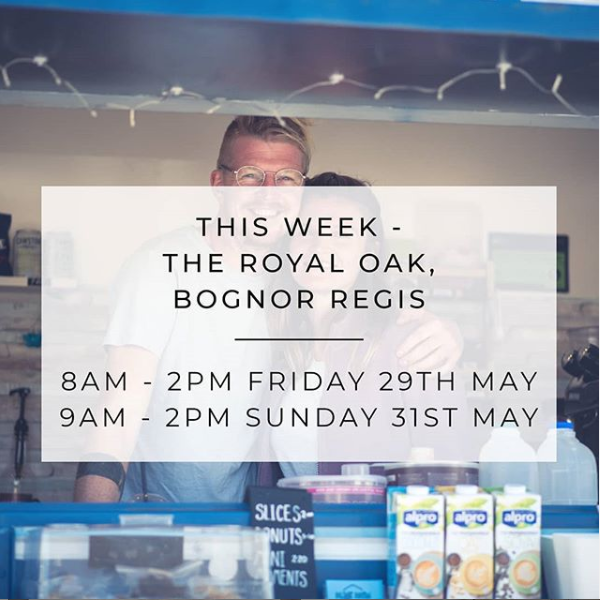 THIS WEEK -
THE ROYAL OAK,
BOGNOR REGIS
8AM - 2PM FRIDAY 29TH MAY
9AM - 2PM SUNDAY 31ST MAY
SLICES
alpro alpro alpro